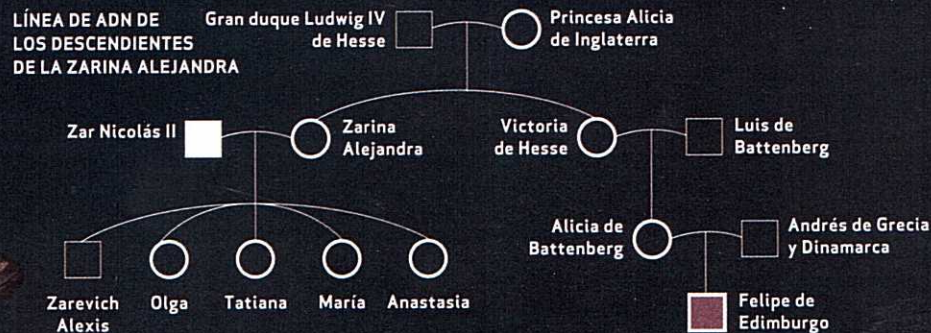 LÍNEA DE ADN DE
LOS DESCENDIENTES
DE LA ZARINA ALEJANDRA
Gran duque Ludwig IV
de Hesse
Princesa Alicia
de Inglaterra
Zar Nicolás II
Zarina
Alejandra
Victoria
de Hesse
Luis de
Battenberg
Alicia de
Battenberg
Andrés de Grecia
y Dinamarca
Zarevich
Alexis
Olga
Tatiana
María
Anastasia
Felipe de
Edimburgo